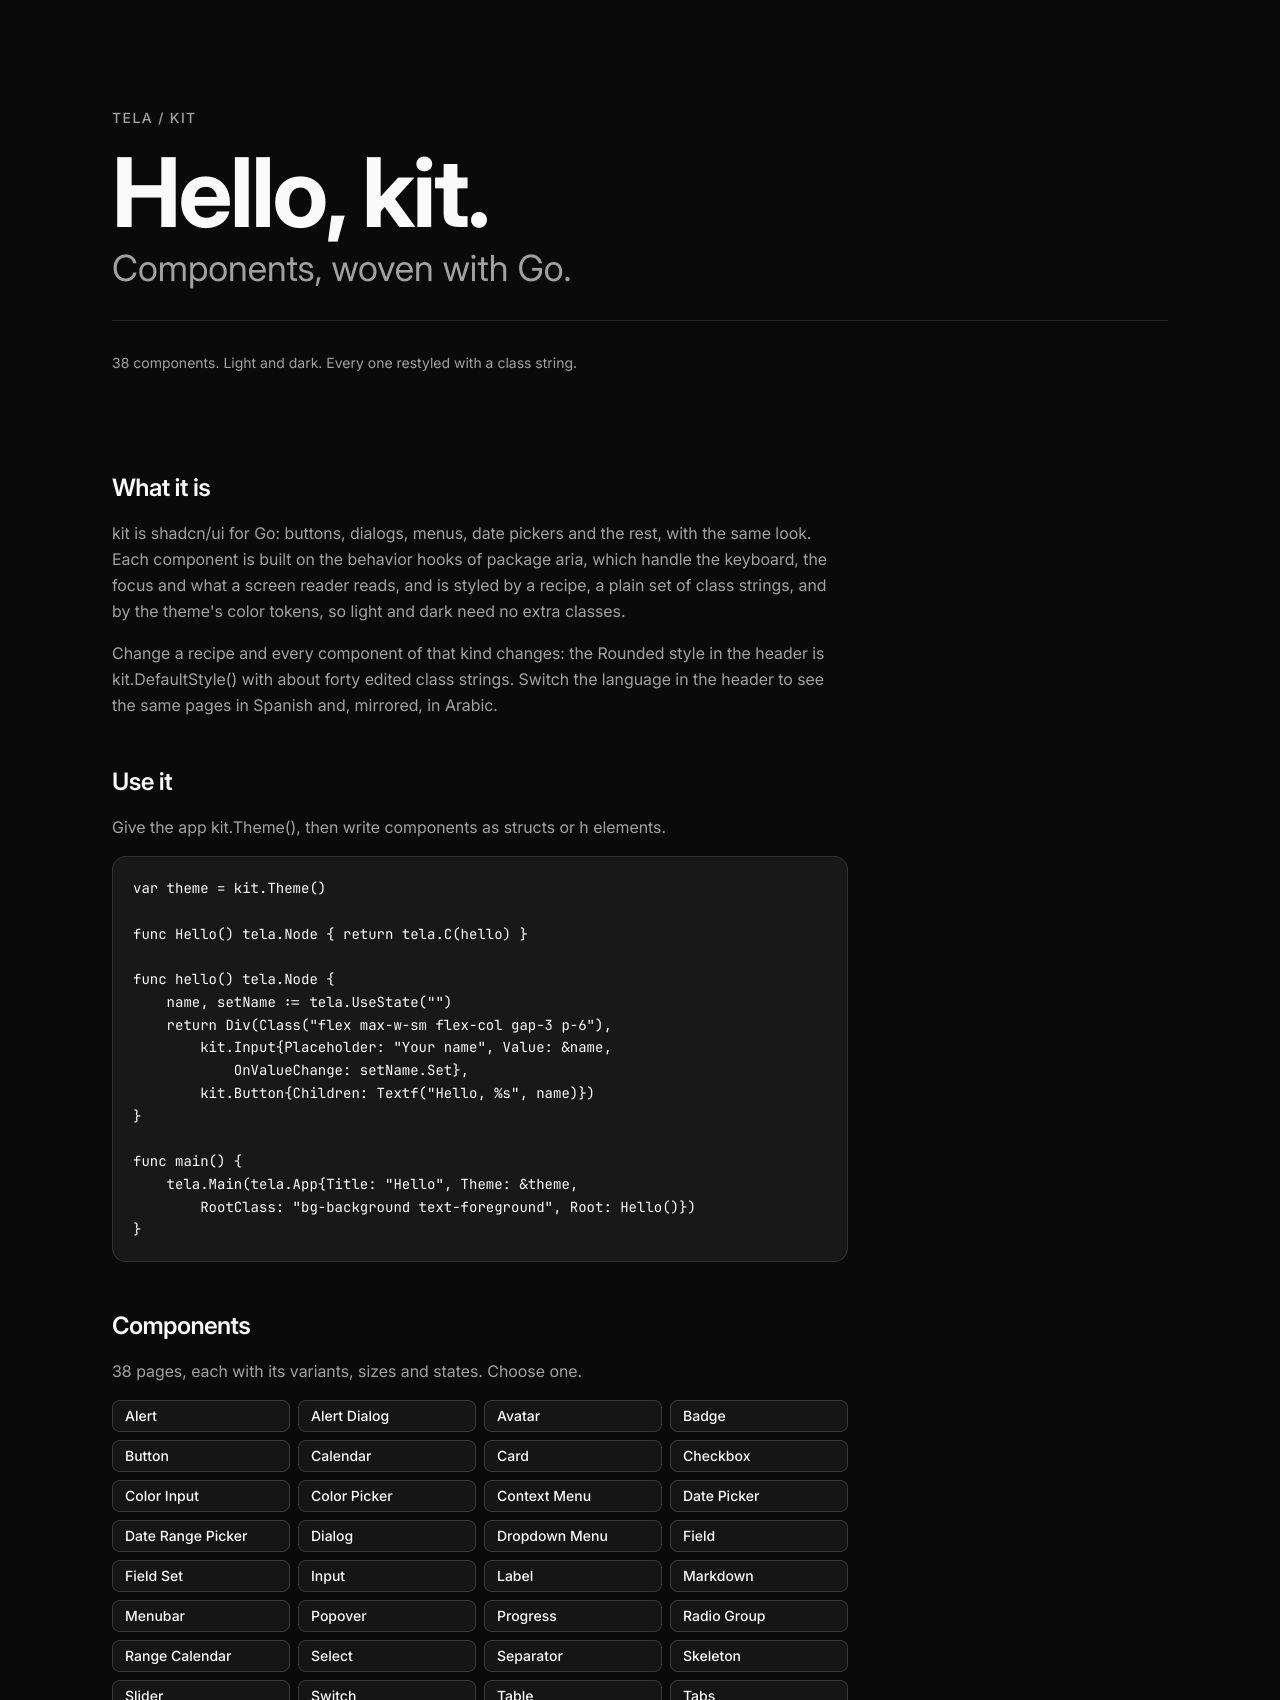 TELA / KIT
Hello, kit.
Components, woven with Go.
38 components. Light and dark. Every one restyled with a class string.
What it is
kit is shadcn/ui for Go: buttons, dialogs, menus, date pickers and the rest, with the same look.
Each component is built on the behavior hooks of package aria, which handle the keyboard, the
focus and what a screen reader reads, and is styled by a recipe, a plain set of class strings, and
by the theme's color tokens, so light and dark need no extra classes.
Change a recipe and every component of that kind changes: the Rounded style in the header is
kit.DefaultStyle() with about forty edited class strings. Switch the language in the header to see
the same pages in Spanish and, mirrored, in Arabic.
Use it
Give the app kit.Theme(), then write components as structs or h elements.
var theme = kit.Theme()
func Hello() tela.Node { return tela.C(hello) }
func hello() tela.Node {
    name, setName := tela.UseState("")
    return Div(Class("flex max-w-sm flex-col gap-3 p-6"),
        kit.Input{Placeholder: "Your name", Value: &name,
            OnValueChange: setName.Set},
        kit.Button{Children: Textf("Hello, %s", name)})
}
func main() {
    tela.Main(tela.App{Title: "Hello", Theme: &theme,
        RootClass: "bg-background text-foreground", Root: Hello()})
}
Components
38 pages, each with its variants, sizes and states. Choose one.
Alert
Alert Dialog
Avatar
Badge
Button
Calendar
Card
Checkbox
Color Input
Color Picker
Context Menu
Date Picker
Date Range Picker
Dialog
Dropdown Menu
Field
Field Set
Input
Label
Markdown
Menubar
Popover
Progress
Radio Group
Range Calendar
Select
Separator
Skeleton
Slider
Switch
Table
Tabs